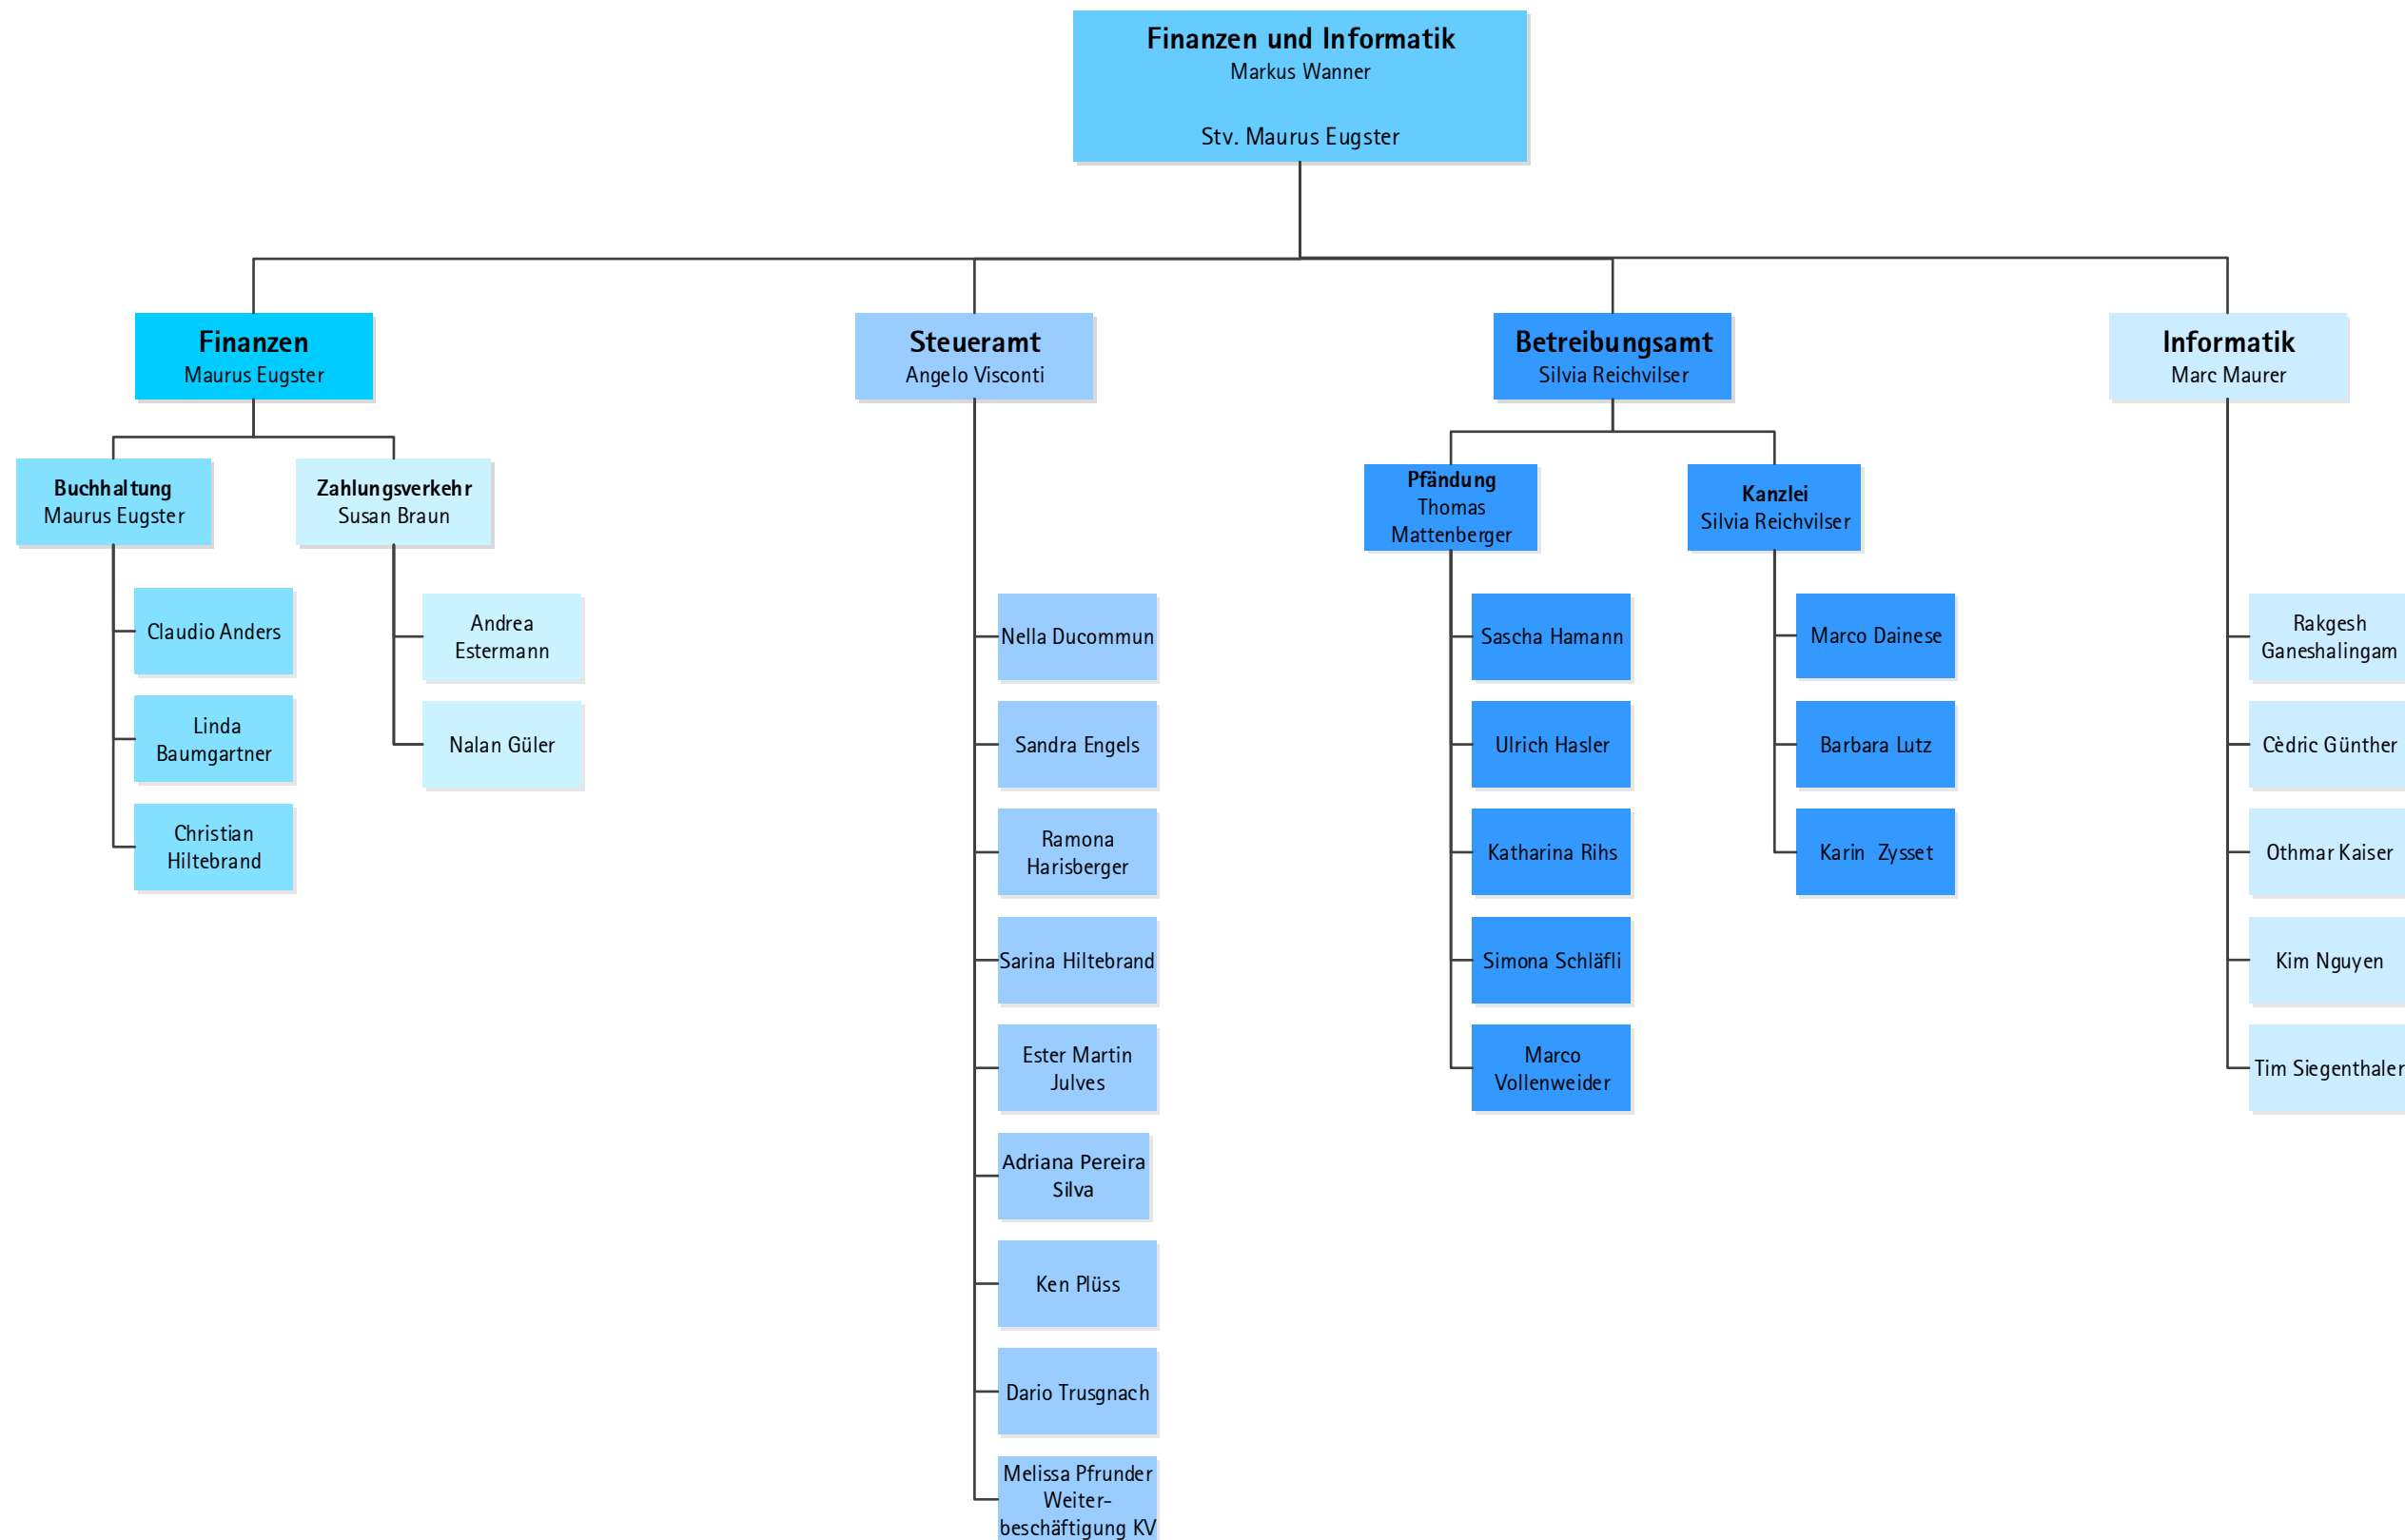 Finanzen und Informatik
Markus Wanner
Stv. Maurus Eugster
Finanzen
Maurus Eugster
Steueramt
Angelo Visconti
Betreibungsamt
Silvia Reichvilser
Informatik
Marc Maurer
Buchhaltung
Maurus Eugster
Zahlungsverkehr
Susan Braun
Pfändung
Thomas
Mattenberger
Kanzlei
Silvia Reichvilser
Claudio Anders
Linda
Baumgartner
Christian
Hiltebrand
Andrea
Estermann
Nalan Güler
Nella Ducommun
Sandra Engels
Ramona
Harisberger
Sarina Hiltebrand
Ester Martin
Julves
Adriana Pereira
Silva
Ken Plüss
Dario Trusgnach
Melissa Pfrunder
Weiter-
beschäftigung KV
Sascha Hamann
Ulrich Hasler
Katharina Rihs
Simona Schläfli
Marco
Vollenweider
Marco Dainese
Barbara Lutz
Karin  Zysset
Rakgesh
Ganeshalingam
Cèdric Günther
Othmar Kaiser
Kim Nguyen
Tim Siegenthaler